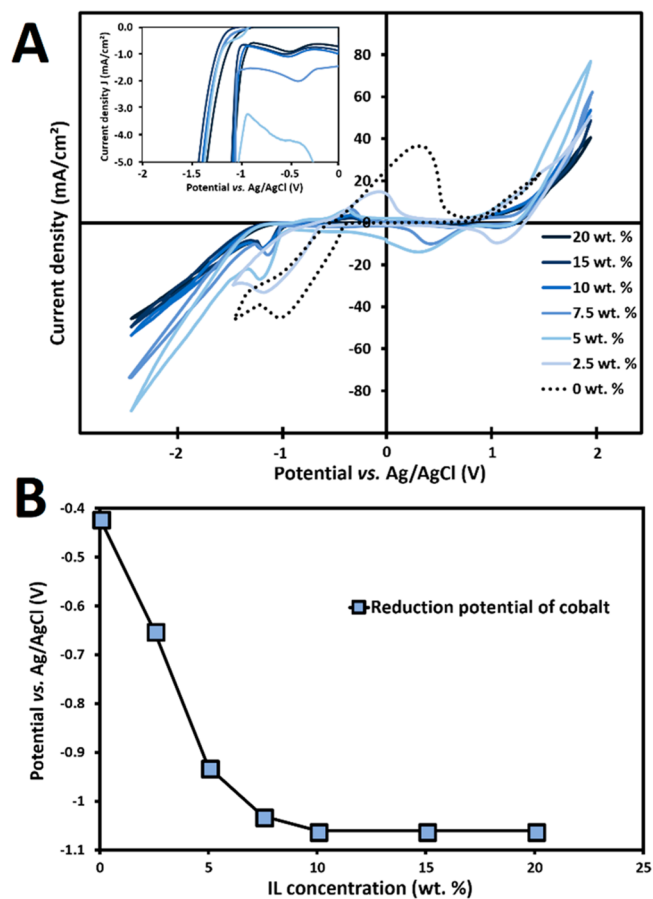 A
Current density (mA/cm²)
80
60
40
20
0
-20
-40
-60
-80
-2
-1
0
1
2
Potential vs. Ag/AgCl (V)
Current density J (mA/cm²)
0.0
-1.0
-2.0
-3.0
-4.0
-5.0
-2
-1.5
-1
-0.5
0
Potential vs. Ag/AgCl (V)
20 wt. %
15 wt. %
10 wt. %
7.5 wt. %
5 wt. %
2.5 wt. %
0 wt. %
B
Potential vs. Ag/AgCl (V)
-0.4
-0.5
-0.6
-0.7
-0.8
-0.9
-1
-1.1
Reduction potential of cobalt
0
5
10
15
20
25
IL concentration (wt. %)